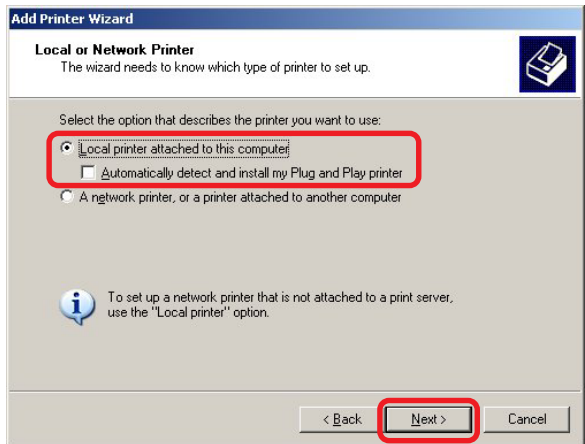 Add Printer Wizard
Local or Network Printer
The wizard needs to know which type of printer to set up.
Select the option that describes the printer you want to use:
Local printer attached to this computer
Automatically detect and install my Plug and Play printer
A network printer, or a printer attached to another computer
To set up a network printer that is not attached to a print server,
use the "Local printer" option.
< Back Next > Cancel